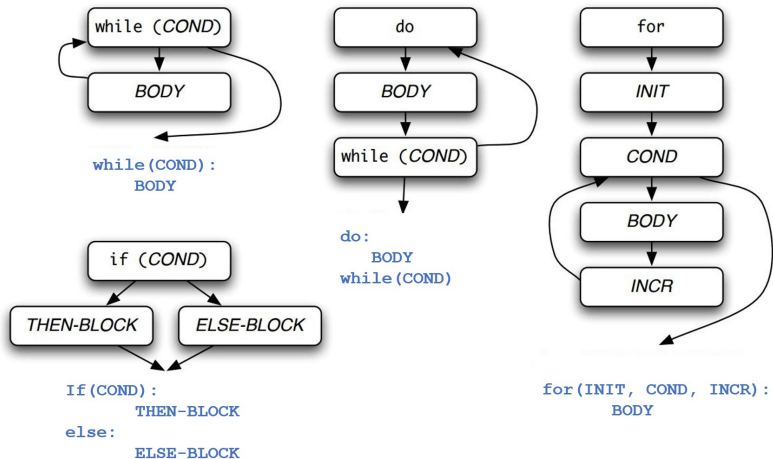 while (COND)
BODY
while(COND):
BODY
do
BODY
while (COND)
do:
BODY
while(COND)
for
INIT
COND
BODY
INCR
for(INIT, COND, INCR):
BODY
if (COND)
THEN-BLOCK
ELSE-BLOCK
If(COND):
THEN-BLOCK
else:
ELSE-BLOCK